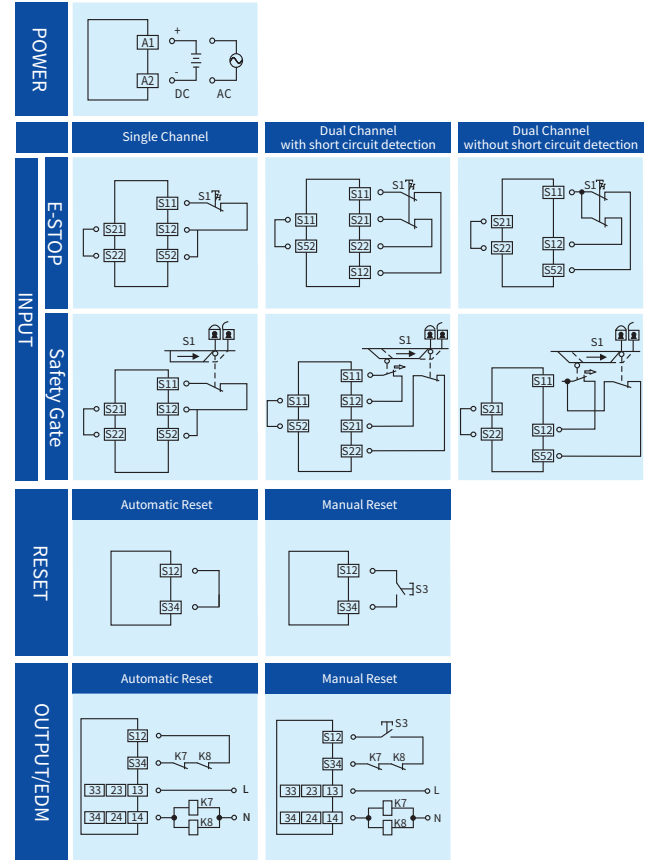 POWER
A1
+
A2
-
DC
AC
Single Channel
Dual Channel
with short circuit detection
Dual Channel
without short circuit detection
INPUT
E-STOP
S11
S1
S21
S12
S22
S52
S11
S1
S11
S21
S52
S22
S12
S11
S1
S21
S22
S12
S52
Safety Gate
S1
S11
S21
S12
S22
S52
S1
S11
S11
S12
S52
S21
S22
S1
S11
S21
S22
S12
S52
RESET
Automatic Reset
Manual Reset
S12
S34
S12
S34
S3
OUTPUT/EDM
Automatic Reset
Manual Reset
S12
S34
K7
K8
33
23
13
L
34
24
14
K7
K8
N
S3
S12
S34
K7
K8
33
23
13
L
34
24
14
K7
K8
N